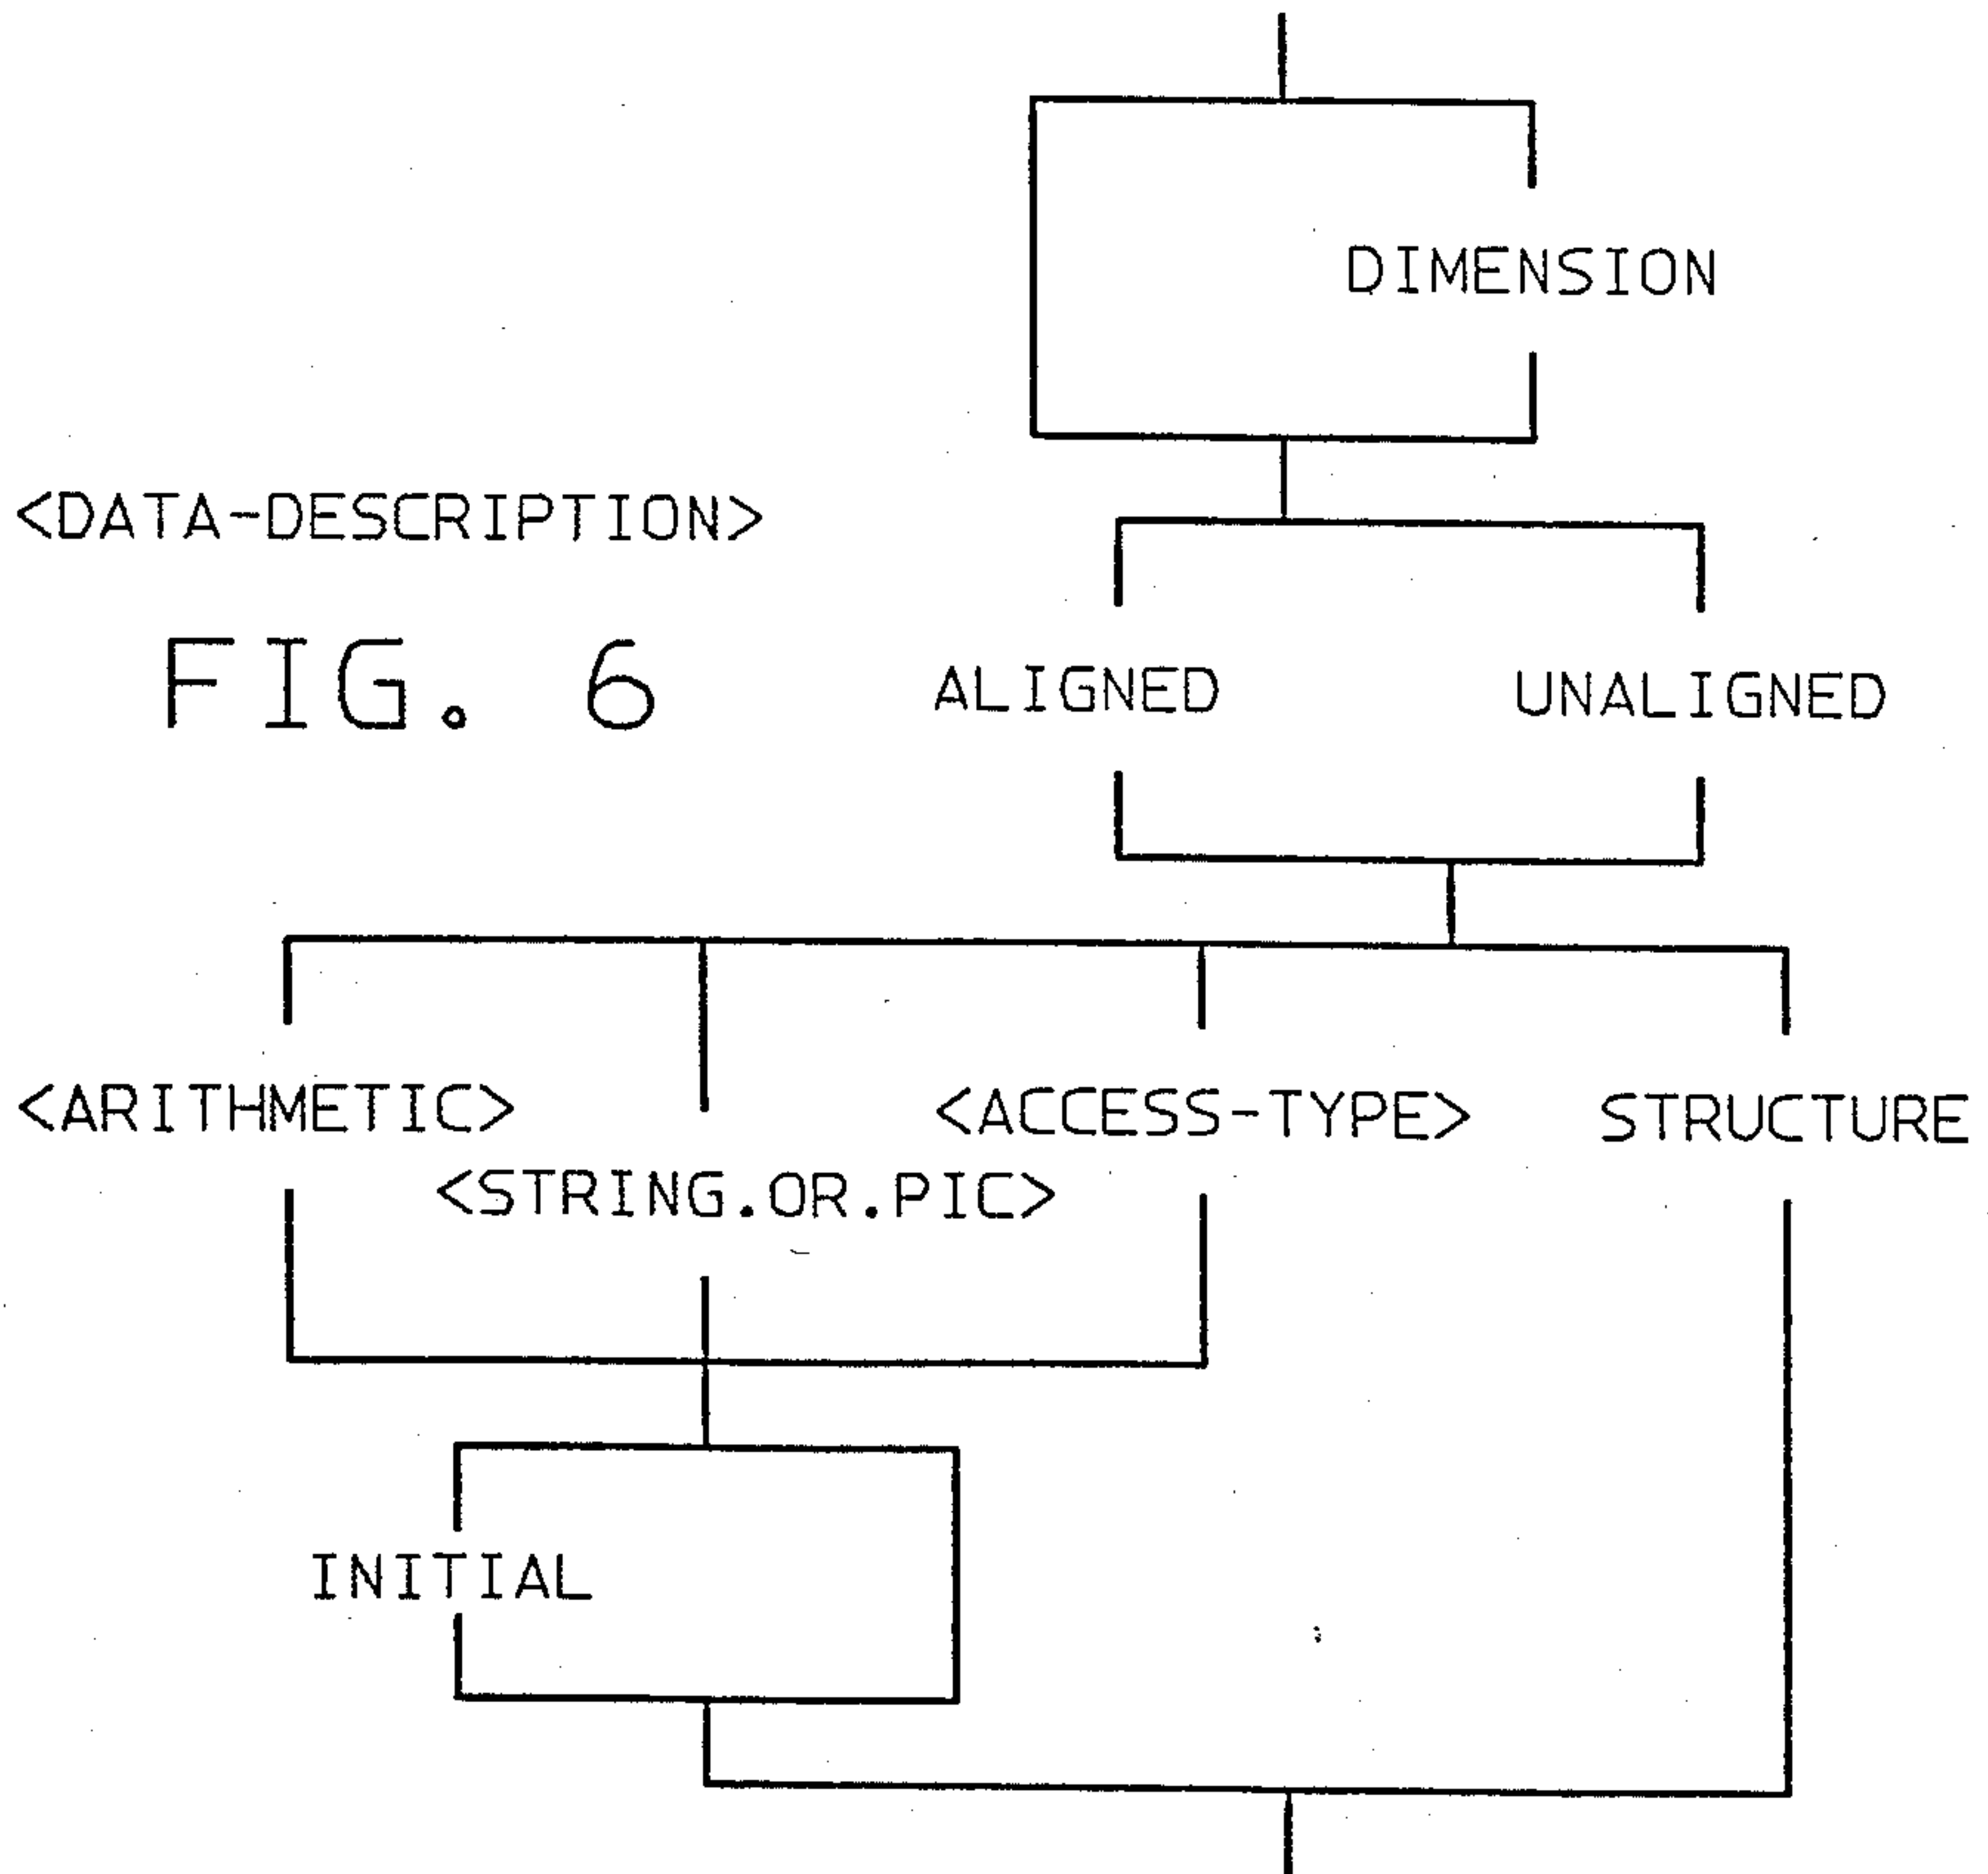 DIMENSION
<DATA-DESCRIPTION>
FIG. 6
ALIGNED
UNALIGNED
<ARITHMETIC>
<ACCESS-TYPE>
STRUCTURE
<STRING.OR.PIC>
INITIAL